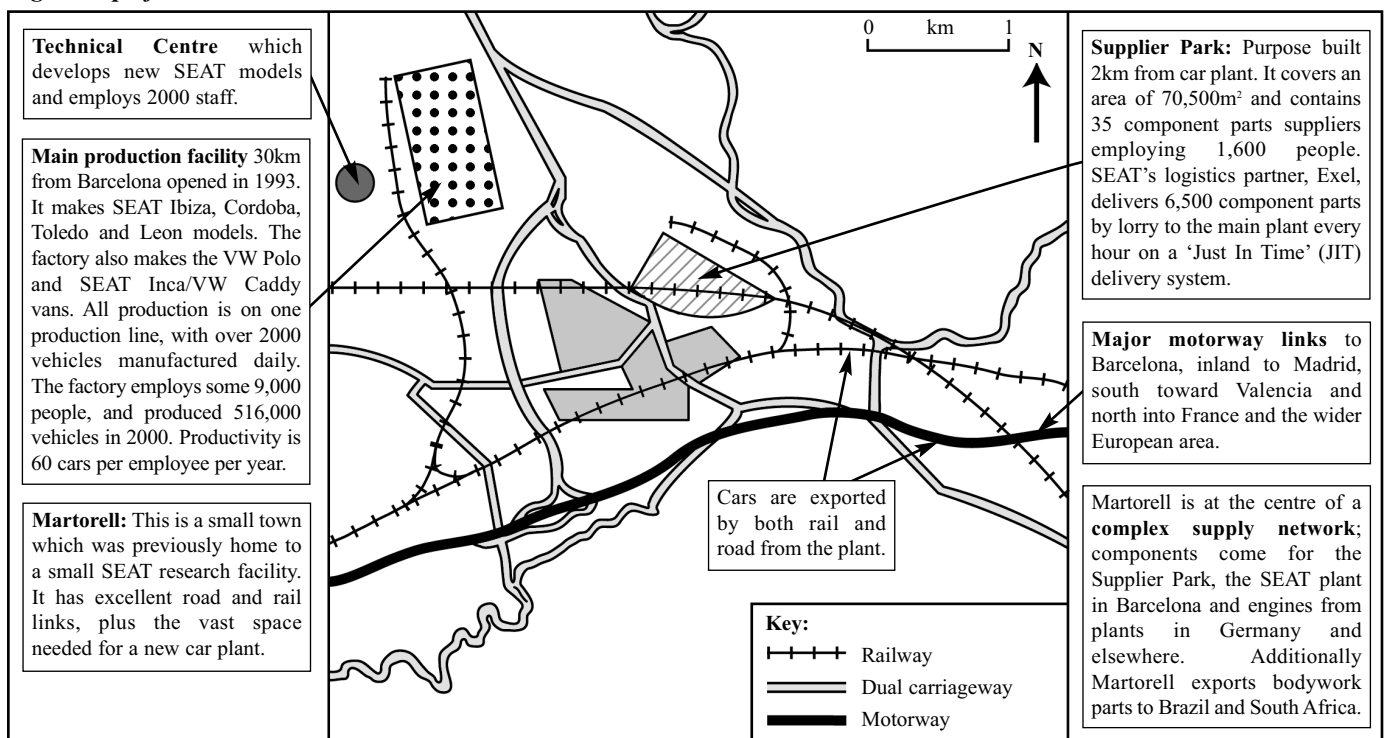 Technical Centre which
develops new SEAT models
and employs 2000 staff.
Main production facility 30km
from Barcelona opened in 1993.
It makes SEAT Ibiza, Cordoba,
Toledo and Leon models. The
factory also makes the VW Polo
and SEAT Inca/VW Caddy
vans. All production is on one
production line, with over 2000
vehicles manufactured daily.
The factory employs some 9,000
people, and produced 516,000
vehicles in 2000. Productivity is
60 cars per employee per year.
Martorell: This is a small town
which was previously home to
a small SEAT research facility.
It has excellent road and rail
links, plus the vast space
needed for a new car plant.
0 km 1
N
Cars are exported
by both rail and
road from the plant.
Key:
Railway
Dual carriageway
Motorway
Supplier Park: Purpose built
2km from car plant. It covers an
area of 70,500m² and contains
35 component parts suppliers
employing 1,600 people.
SEAT's logistics partner, Exel,
delivers 6,500 component parts
by lorry to the main plant every
hour on a 'Just In Time' (JIT)
delivery system.
Major motorway links to
Barcelona, inland to Madrid,
south toward Valencia and
north into France and the wider
European area.
Martorell is at the centre of a
complex supply network;
components come for the
Supplier Park, the SEAT plant
in Barcelona and engines from
plants in Germany and
elsewhere. Additionally
Martorell exports bodywork
parts to Brazil and South Africa.